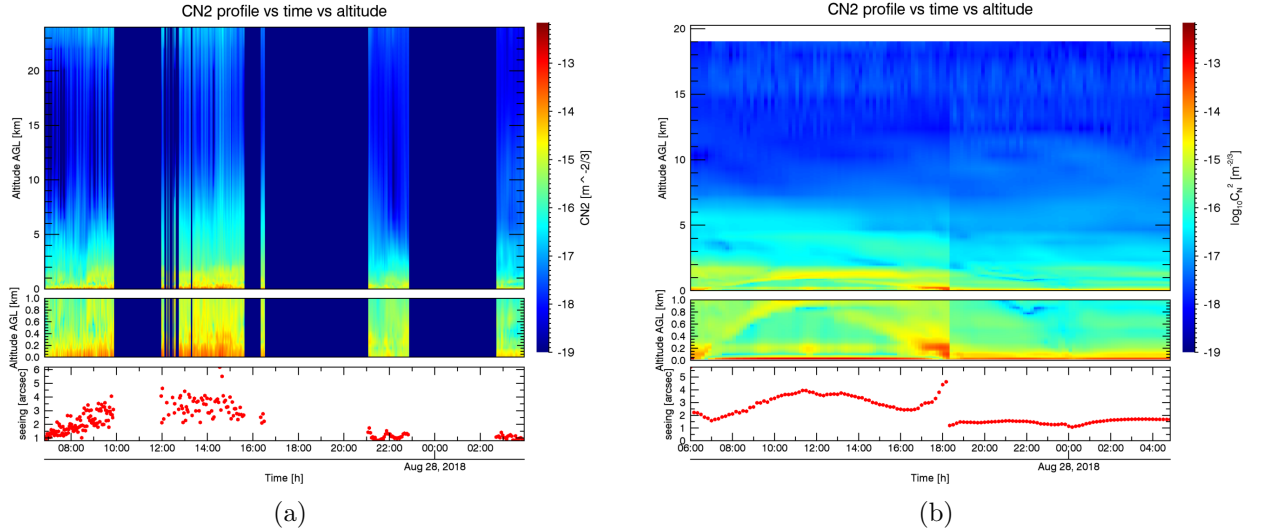 CN2 profile vs time vs altitude
Altitude AGL [km]
20
15
10
5
0
CN2 [m^-2/3]
-13
-14
-15
-16
-17
-18
-19
Altitude AGL [km]
1.0
0.8
0.6
0.4
0.2
0.0
seeing [arcsec]
6
5
4
3
2
1
08:00 10:00 12:00 14:00 16:00 18:00 20:00 22:00 00:00 02:00
Aug 28, 2018
Time [h]
(a)
CN2 profile vs time vs altitude
Altitude AGL [km]
20
15
10
5
0
log₁₀C_N² [m⁻²/³]
-13
-14
-15
-16
-17
-18
-19
Altitude AGL [km]
1.0
0.8
0.6
0.4
0.2
0.0
seeing [arcsec]
5
4
3
2
1
0
06:00 08:00 10:00 12:00 14:00 16:00 18:00 20:00 22:00 00:00 02:00 04:00
Aug 28, 2018
Time [h]
(b)